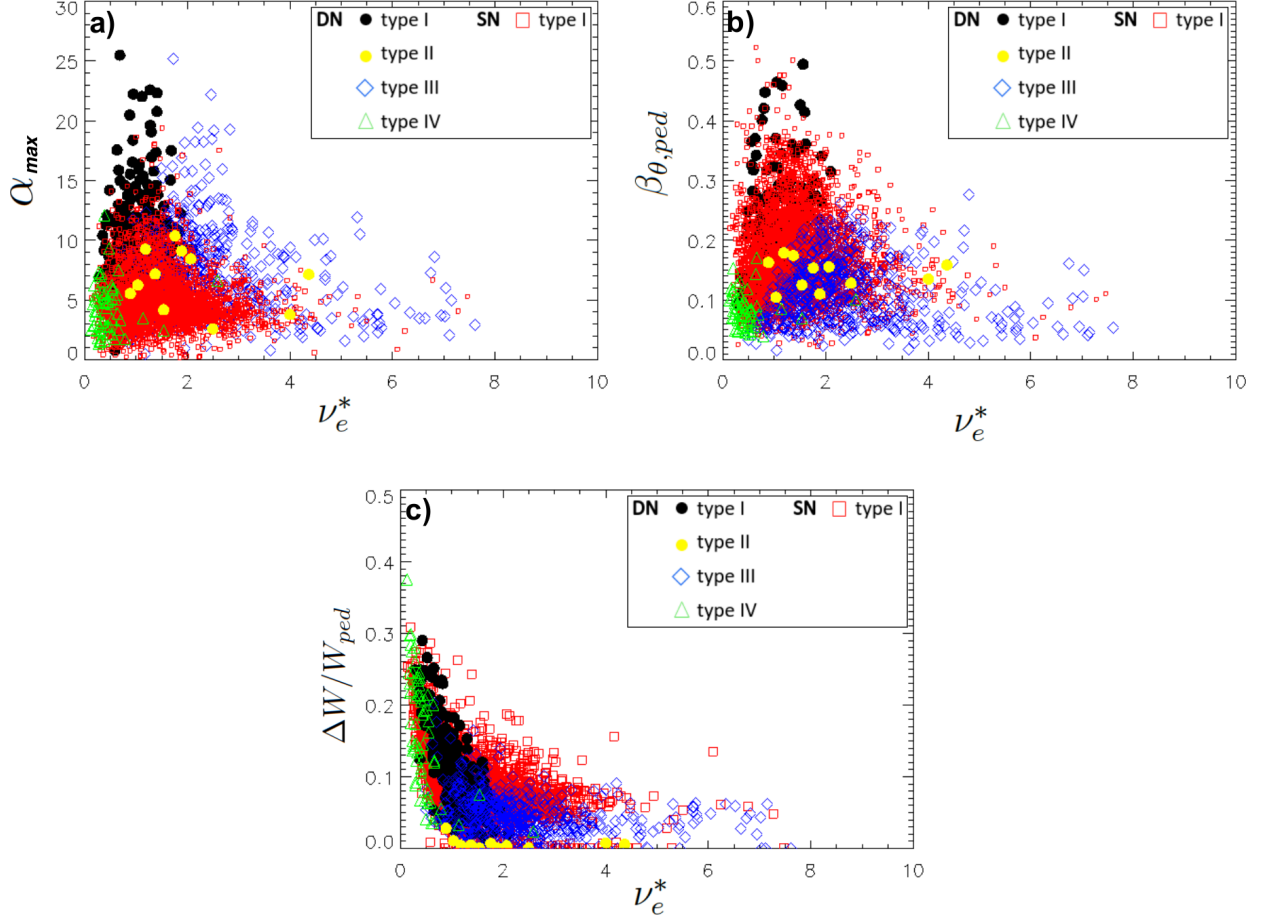 a)
DN type I SN type I
type II
type III
type IV
30
25
20
15
10
5
0
α_max
0 2 4 6 8 10
ν*_e
b)
DN type I SN type I
type II
type III
type IV
0.6
0.5
0.4
0.3
0.2
0.1
0.0
β_θ,ped
0 2 4 6 8 10
ν*_e
c)
DN type I SN type I
type II
type III
type IV
0.5
0.4
0.3
0.2
0.1
0.0
ΔW/W_ped
0 2 4 6 8 10
ν*_e